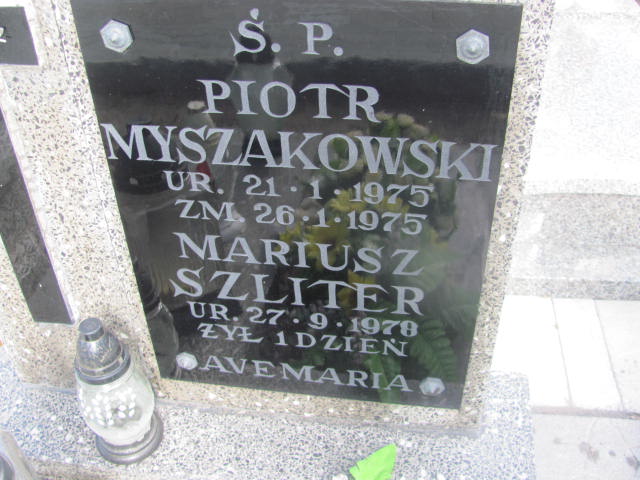 Ś. P.
PIOTR
MYSZAKOWSKI
UR. 21·1·1975
ZM. 26·1·1975
MARIUSZ
SZLITER
UR. 27·9·1978
ŻYŁ 1 DZIEŃ
AVE MARIA